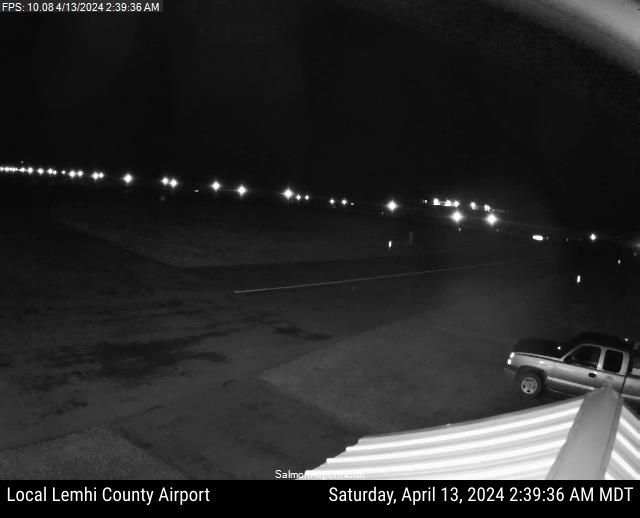 FPS: 10.08 4/13/2024 2:39:36 AM
Local Lemhi County Airport
Saturday, April 13, 2024 2:39:36 AM MDT